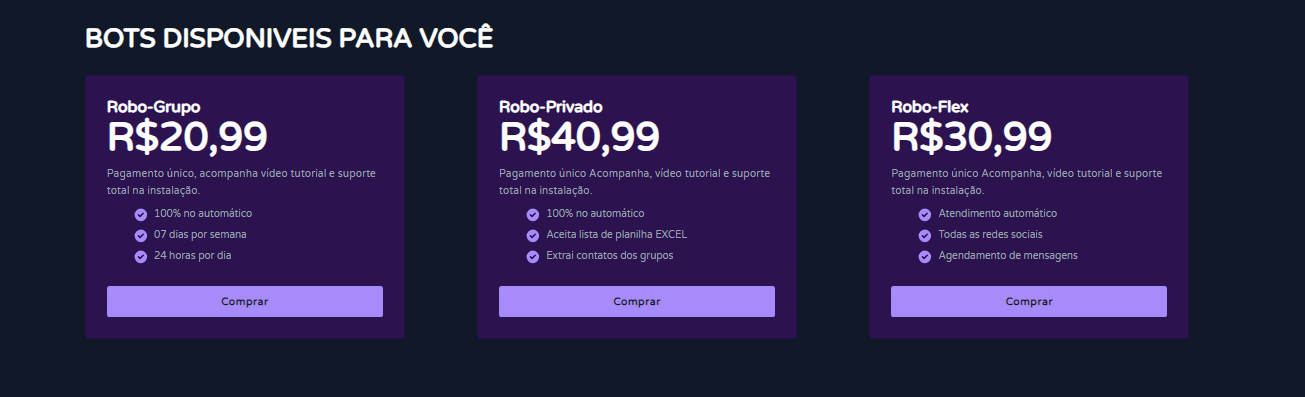 BOTS DISPONIVEIS PARA VOCÊ
Robo-Grupo
R$20,99
Pagamento único, acompanha vídeo tutorial e suporte
total na instalação.
100% no automático
07 dias por semana
24 horas por dia
Comprar
Robo-Privado
R$40,99
Pagamento único Acompanha, vídeo tutorial e suporte
total na instalação.
100% no automático
Aceita lista de planilha EXCEL
Extrai contatos dos grupos
Comprar
Robo-Flex
R$30,99
Pagamento único Acompanha, vídeo tutorial e suporte
total na instalação.
Atendimento automático
Todas as redes sociais
Agendamento de mensagens
Comprar